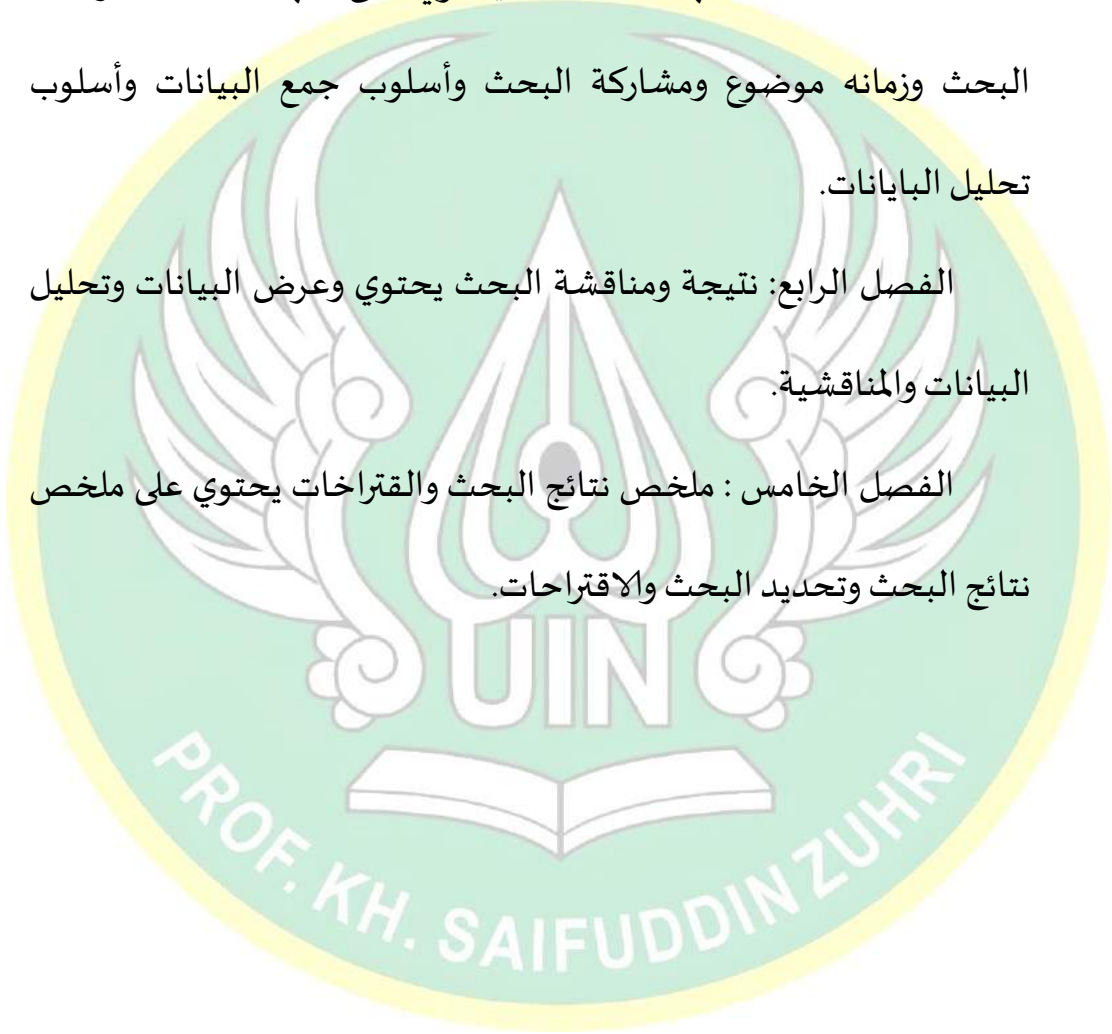 البحث وزمانه موضوع ومشاركة البحث وأسلوب جمع البيانات وأسلوب
تحليل البايانات.
الفصل الرابع: نتيجة ومناقشة البحث يحتوي وعرض البيانات وتحليل
البيانات والمناقشية.
الفصل الخامس : ملخص نتائج البحث والقتراخات يحتوي على ملخص
نتائج البحث وتحديد البحث والاقتراحات.
UIN
PROF. KH. SAIFUDDIN ZUHRI